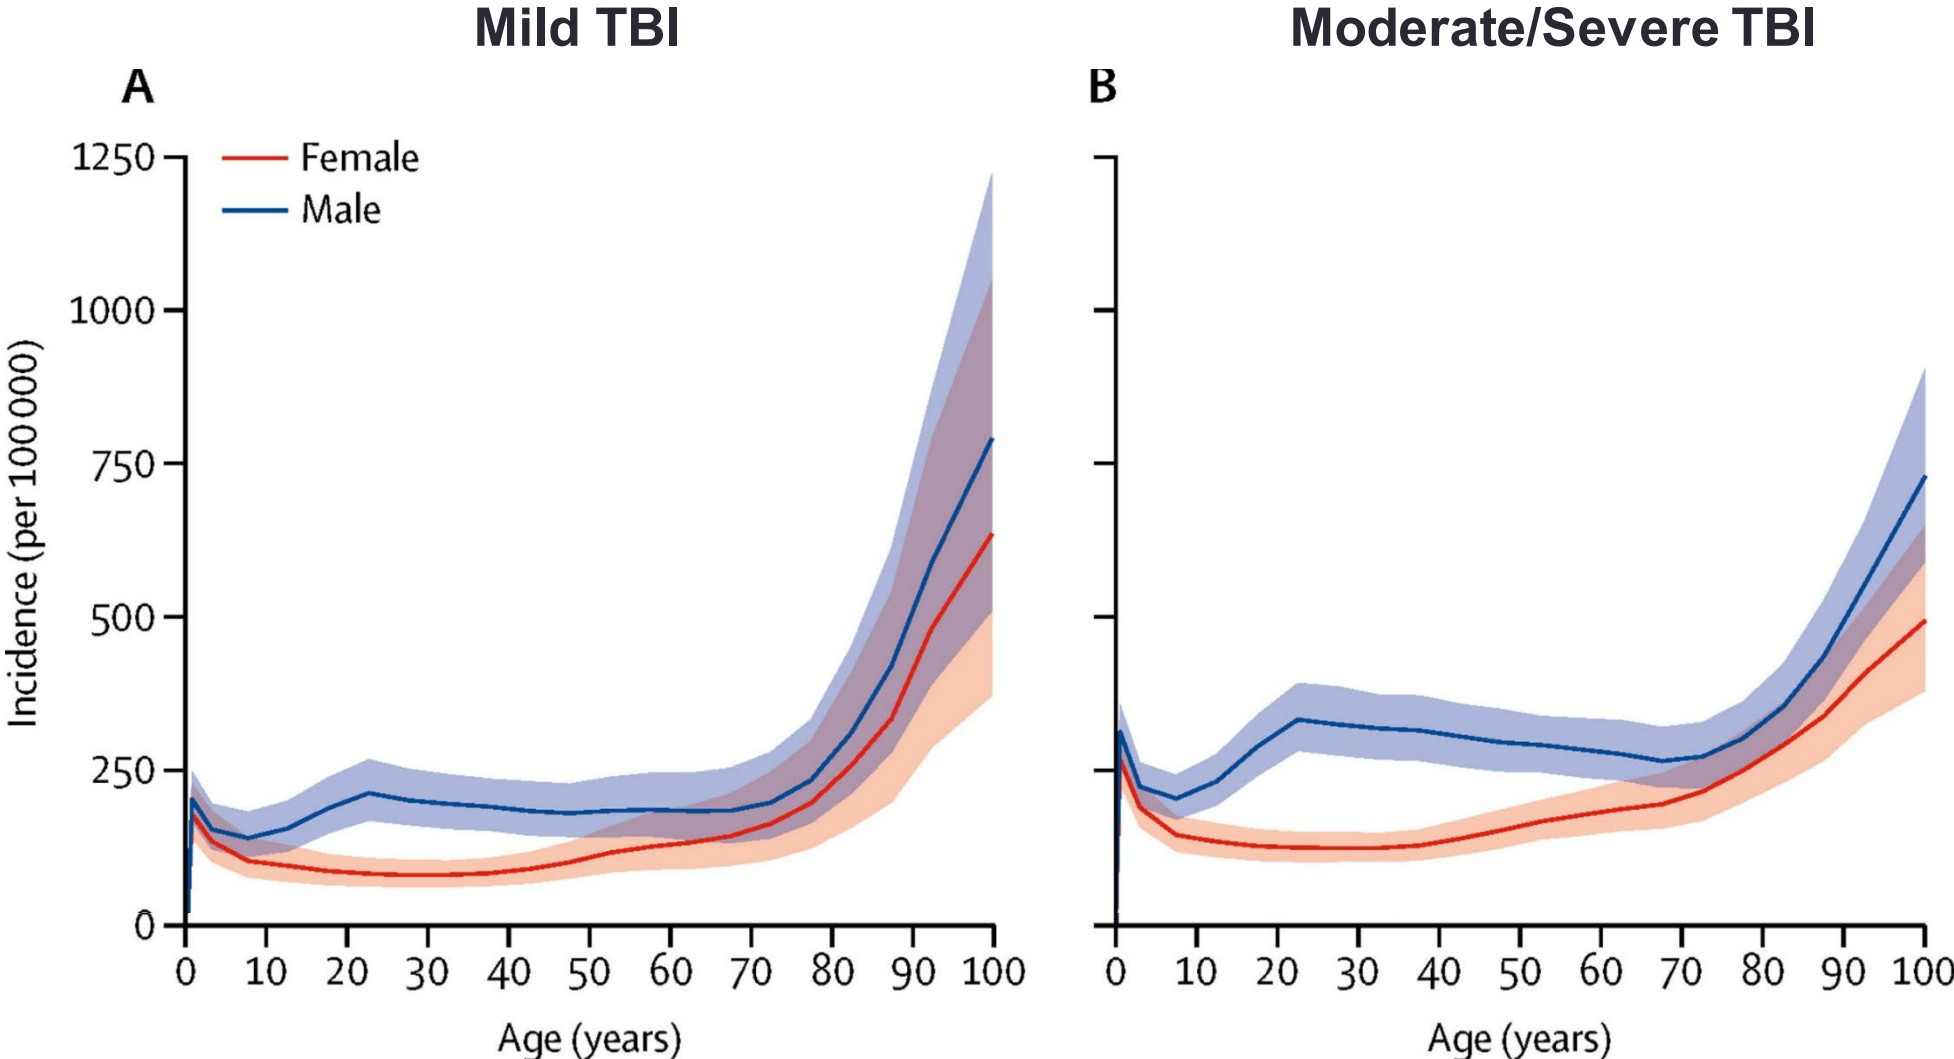 Mild TBI
Moderate/Severe TBI
A
B
Female
Male
1250
1000
750
500
250
0
Incidence (per 100 000)
0 10 20 30 40 50 60 70 80 90 100
0 10 20 30 40 50 60 70 80 90 100
Age (years)
Age (years)